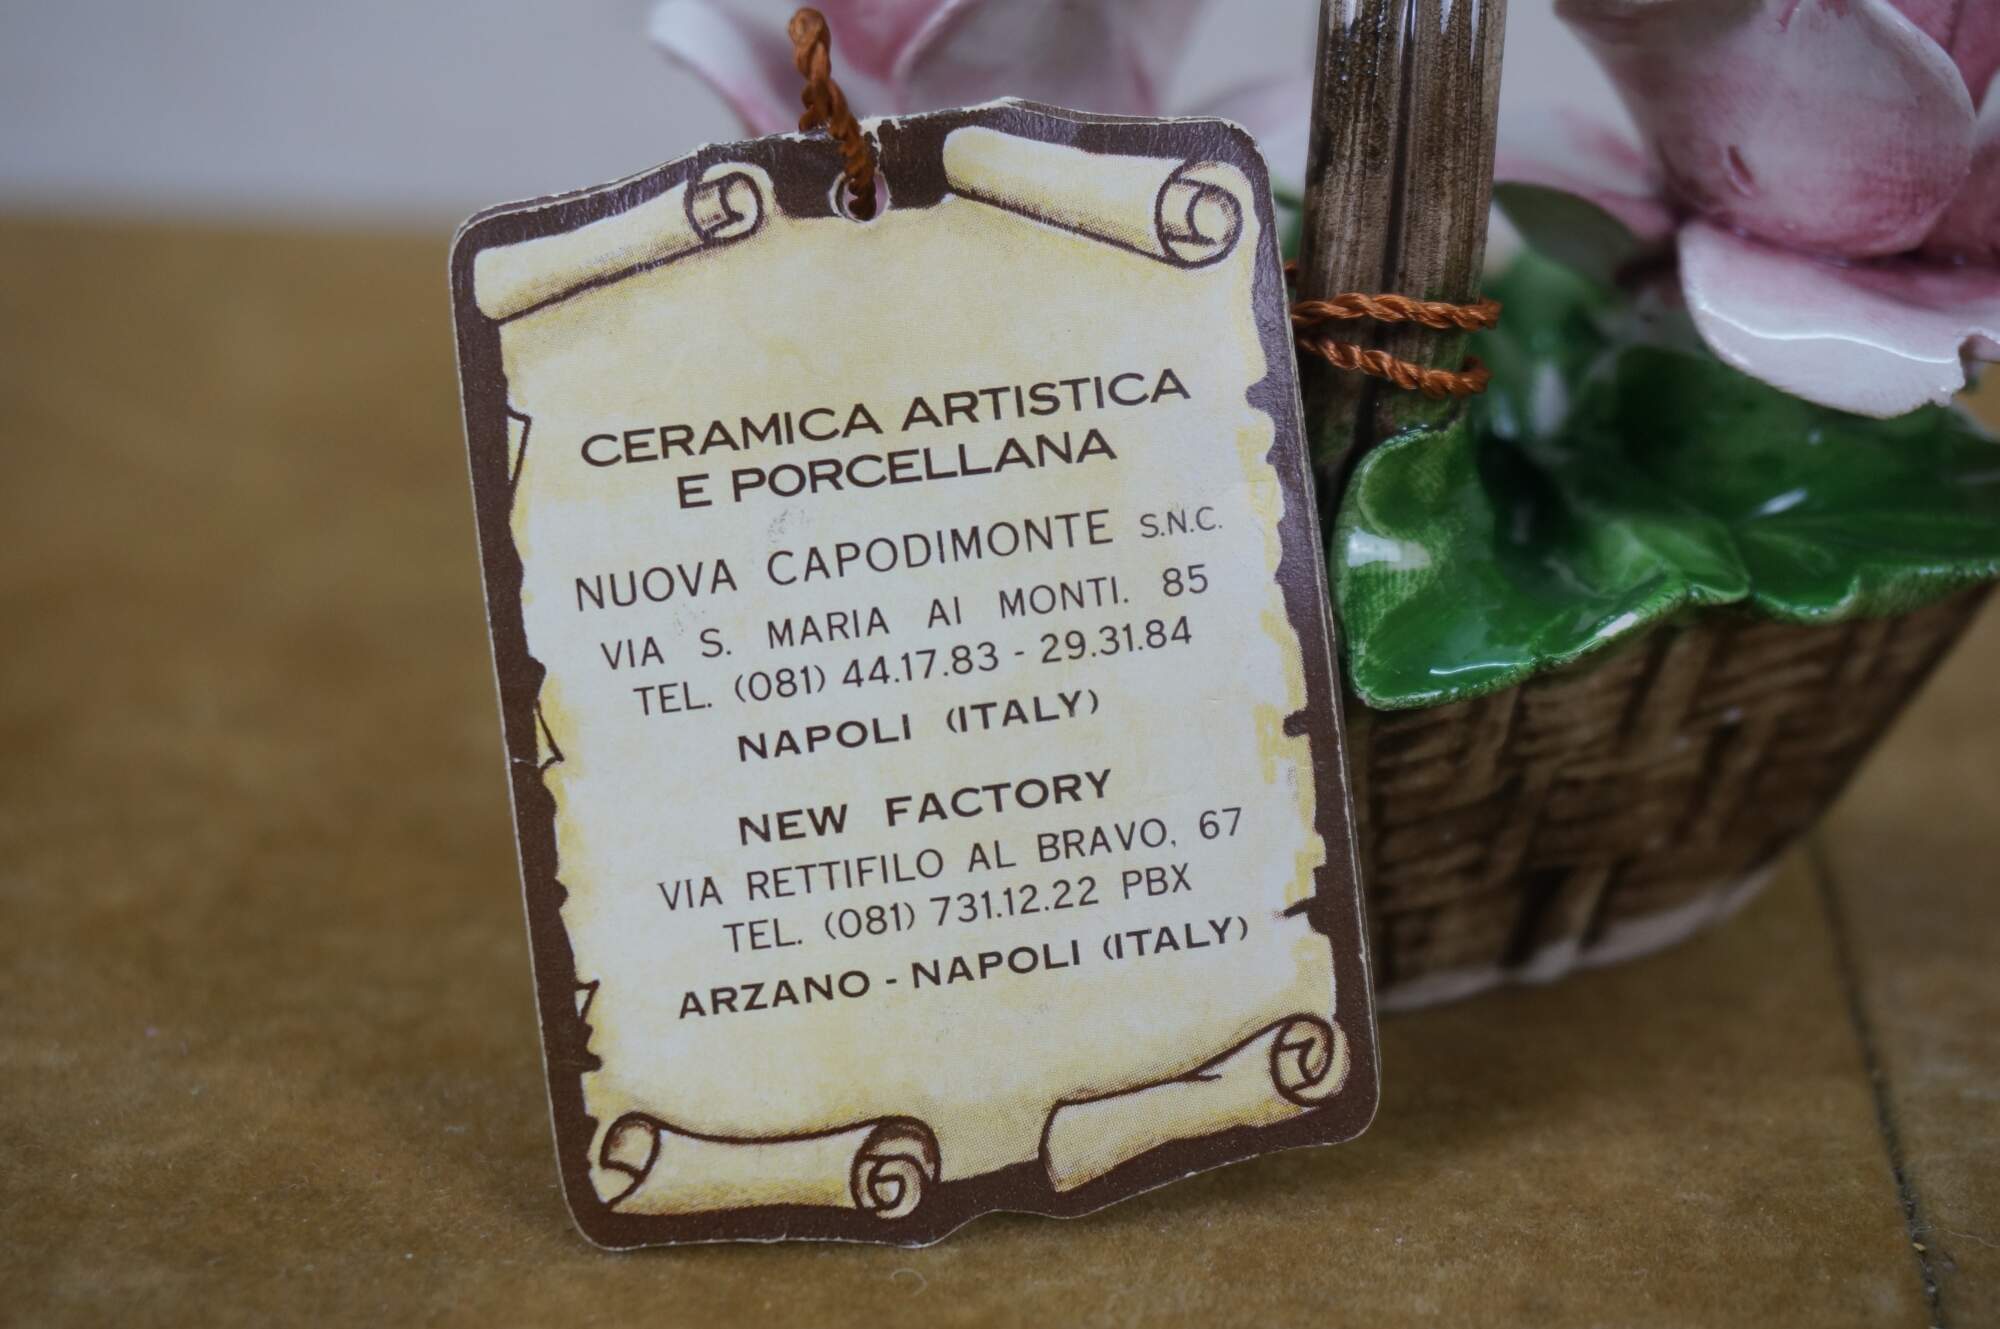 CERAMICA ARTISTICA
E PORCELLANA
NUOVA CAPODIMONTE S.N.C.
VIA S. MARIA AI MONTI. 85
TEL. (081) 44.17.83 - 29.31.84
NAPOLI (ITALY)
NEW FACTORY
VIA RETTIFILO AL BRAVO, 67
TEL. (081) 731.12.22 PBX
ARZANO - NAPOLI (ITALY)